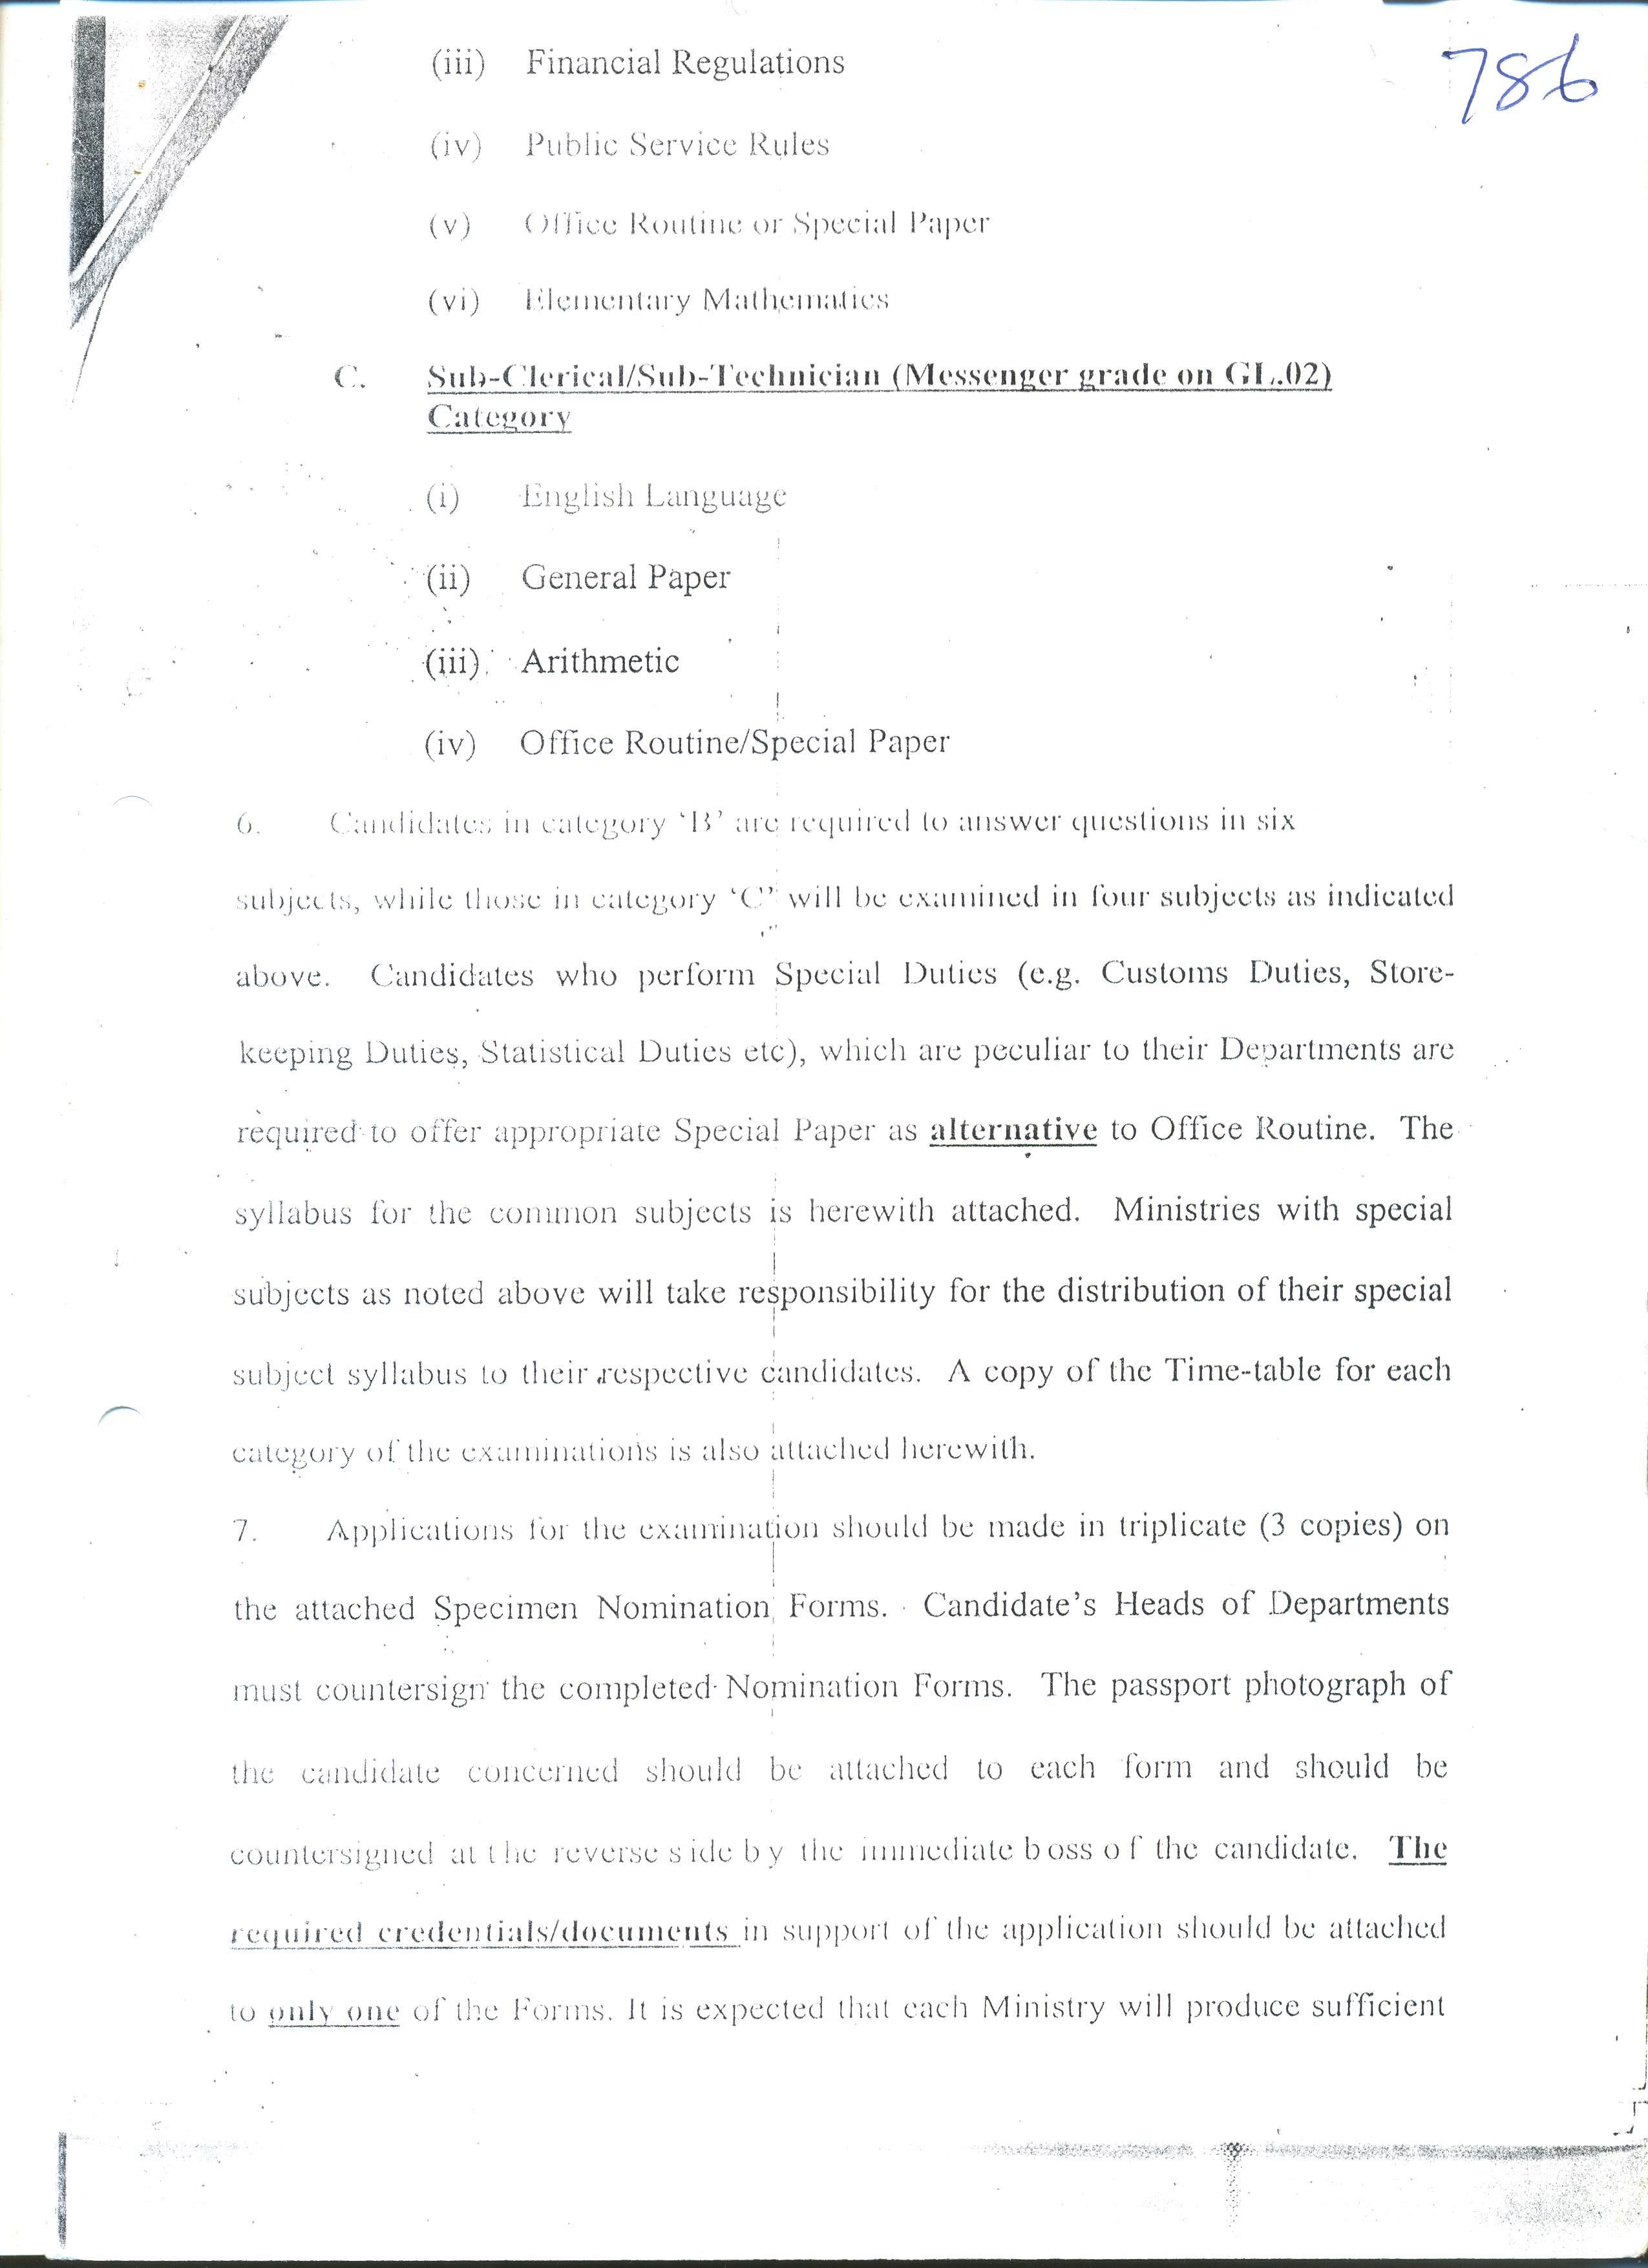 786
(iii) Financial Regulations
(iv) Public Service Rules
(v) Office Routine or Special Paper
(vi) Elementary Mathematics
C. Sub-Clerical/Sub-Technician (Messenger grade on GL.02)
Category
(i) English Language
(ii) General Paper
(iii) Arithmetic
(iv) Office Routine/Special Paper
6. Candidates in category ‘B’ are required to answer questions in six
subjects, while those in category ‘C’ will be examined in four subjects as indicated
above. Candidates who perform Special Duties (e.g. Customs Duties, Store-
keeping Duties, Statistical Duties etc), which are peculiar to their Departments are
required to offer appropriate Special Paper as alternative to Office Routine. The
syllabus for the common subjects is herewith attached. Ministries with special
subjects as noted above will take responsibility for the distribution of their special
subject syllabus to their respective candidates. A copy of the Time-table for each
category of the examinations is also attached herewith.
7. Applications for the examination should be made in triplicate (3 copies) on
the attached Specimen Nomination Forms. Candidate’s Heads of Departments
must countersign the completed Nomination Forms. The passport photograph of
the candidate concerned should be attached to each form and should be
countersigned at the reverse side by the immediate boss of the candidate. The
required credentials/documents in support of the application should be attached
to only one of the Forms. It is expected that each Ministry will produce sufficient